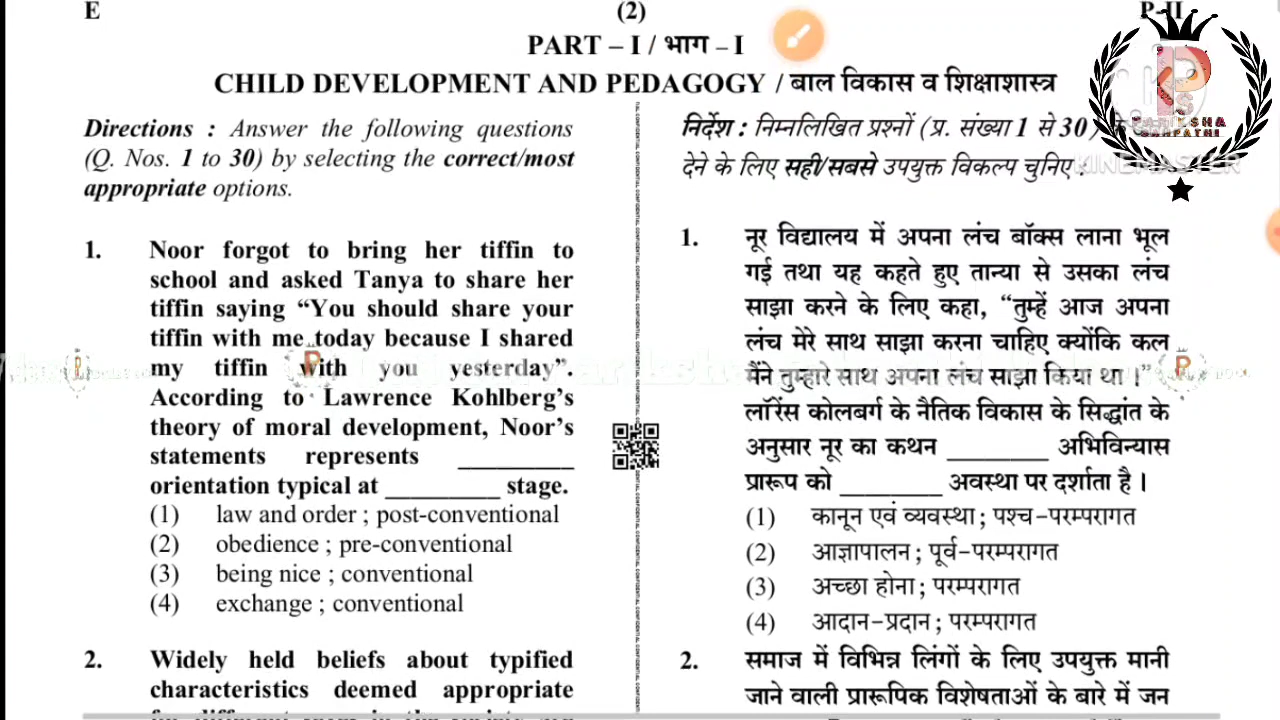 E
(2)
P-II
PART – I / भाग – I
CHILD DEVELOPMENT AND PEDAGOGY / बाल विकास व शिक्षाशास्त्र
Directions : Answer the following questions
(Q. Nos. 1 to 30) by selecting the correct/most
appropriate options.
1. Noor forgot to bring her tiffin to
school and asked Tanya to share her
tiffin saying “You should share your
tiffin with me today because I shared
my tiffin with you yesterday”.
According to Lawrence Kohlberg’s
theory of moral development, Noor’s
statements represents ________
orientation typical at ________ stage.
(1) law and order ; post-conventional
(2) obedience ; pre-conventional
(3) being nice ; conventional
(4) exchange ; conventional
2. Widely held beliefs about typified
characteristics deemed appropriate
निर्देश : निम्नलिखित प्रश्नों (प्र. संख्या 1 से 30)
देने के लिए सही/सबसे उपयुक्त विकल्प चुनिए :
1. नूर विद्यालय में अपना लंच बॉक्स लाना भूल
गई तथा यह कहते हुए तान्या से उसका लंच
साझा करने के लिए कहा, “तुम्हें आज अपना
लंच मेरे साथ साझा करना चाहिए क्योंकि कल
मैंने तुम्हारे साथ अपना लंच साझा किया था ।”
लॉरेंस कोलबर्ग के नैतिक विकास के सिद्धांत के
अनुसार नूर का कथन ________ अभिविन्यास
प्रारूप को ________ अवस्था पर दर्शाता है ।
(1) कानून एवं व्यवस्था ; पश्च-परम्परागत
(2) आज्ञापालन ; पूर्व-परम्परागत
(3) अच्छा होना ; परम्परागत
(4) आदान-प्रदान ; परम्परागत
2. समाज में विभिन्न लिंगों के लिए उपयुक्त मानी
जाने वाली प्रारूपिक विशेषताओं के बारे में जन
KINEMASTER